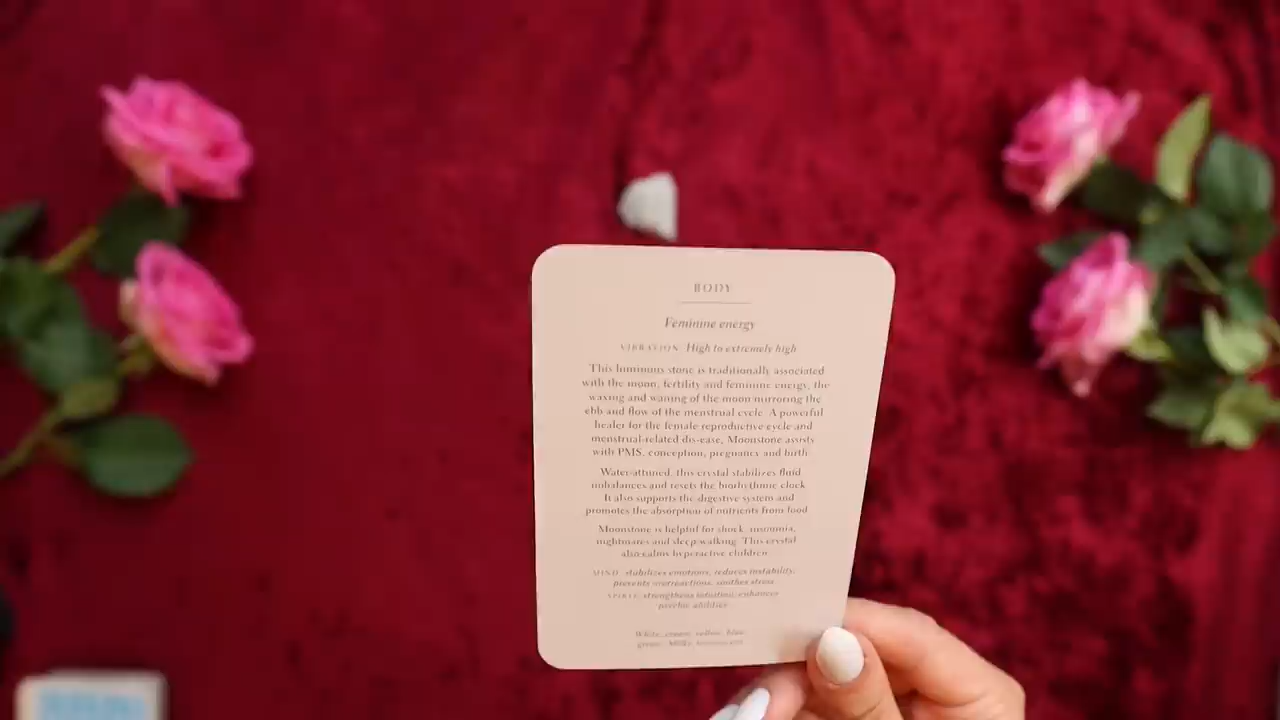 BODY
Feminine energy
VIBRATION: High to extremely high
This luminous stone is traditionally associated
with the moon, fertility and feminine energy, the
waxing and waning of the moon mirroring the
ebb and flow of the menstrual cycle. A powerful
healer for the female reproductive cycle and
menstrual-related dis-ease, Moonstone assists
with PMS, conception, pregnancy and birth.
Water-attuned, this crystal stabilizes fluid
imbalances and resets the biorhythmic clock.
It also supports the digestive system and
promotes the absorption of nutrients from food.
Moonstone is helpful for shock, insomnia,
nightmares and sleep walking. This crystal
also calms hyperactive children.
MIND: stabilizes emotions, reduces instability,
prevents overreactions, soothes stress
SPIRIT: strengthens intuition, enhances
psychic abilities
White, cream, yellow, blue,
green. Milky,